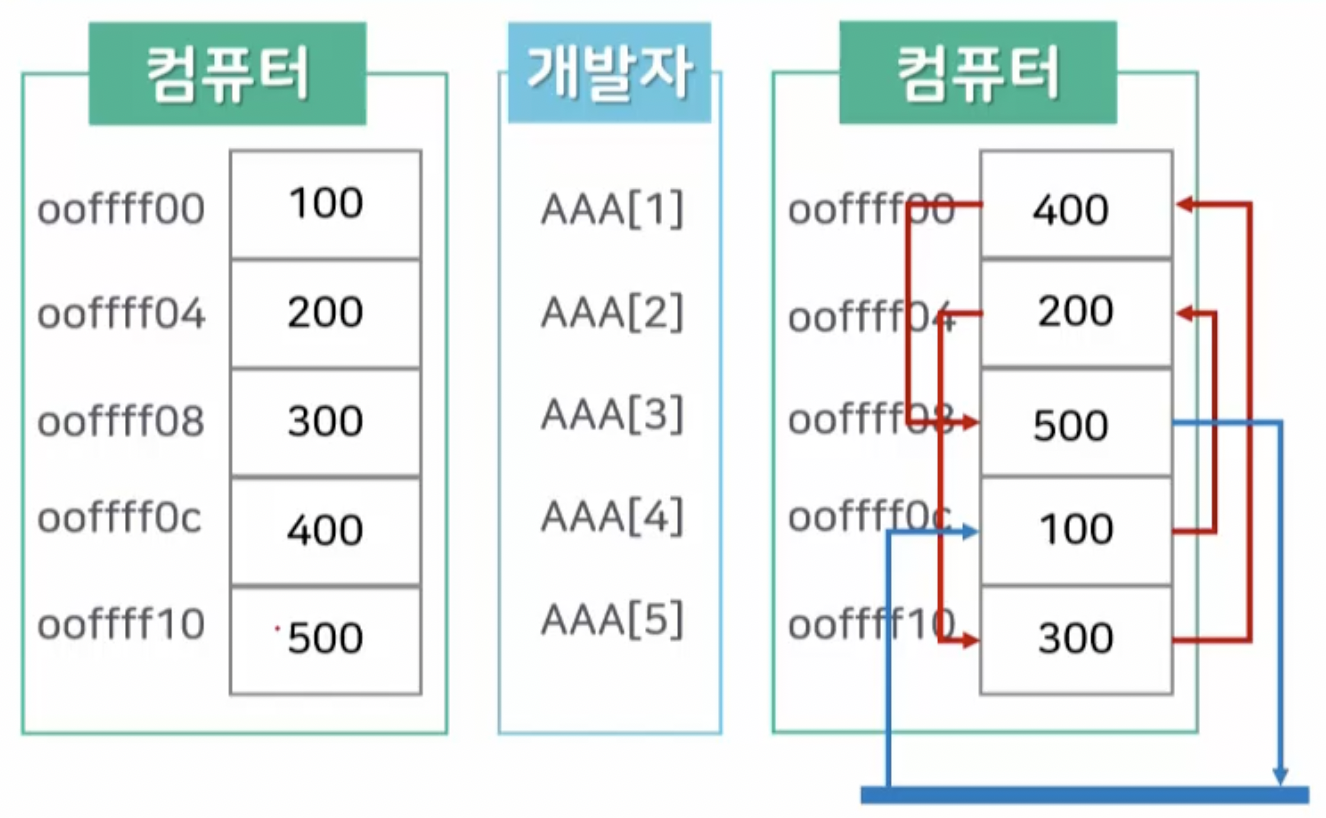 컴퓨터
ooffff00 100
ooffff04 200
ooffff08 300
ooffff0c 400
ooffff10 500
개발자
AAA[1]
AAA[2]
AAA[3]
AAA[4]
AAA[5]
컴퓨터
ooffff00 400
ooffff04 200
ooffff08 500
ooffff0c 100
ooffff10 300